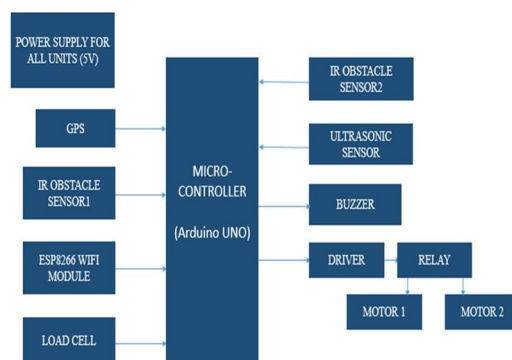 POWER SUPPLY FOR
ALL UNITS (5V)
GPS
IR OBSTACLE
SENSOR1
ESP8266 WIFI
MODULE
LOAD CELL
MICRO-
CONTROLLER
(Arduino UNO)
IR OBSTACLE
SENSOR2
ULTRASONIC
SENSOR
BUZZER
DRIVER
RELAY
MOTOR 1
MOTOR 2